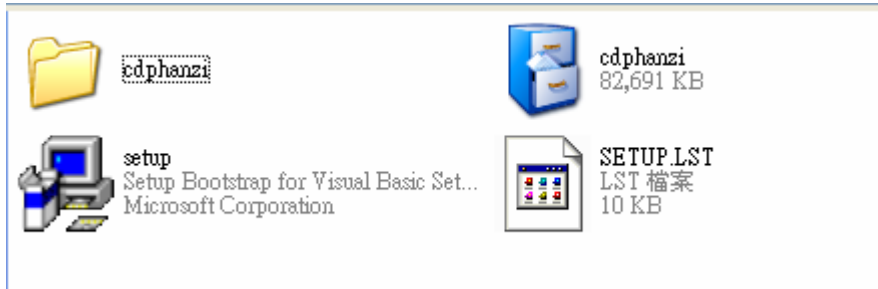 cdphanzi
cdphanzi
82,691 KB
setup
Setup Bootstrap for Visual Basic Set...
Microsoft Corporation
SETUP.LST
LST 檔案
10 KB